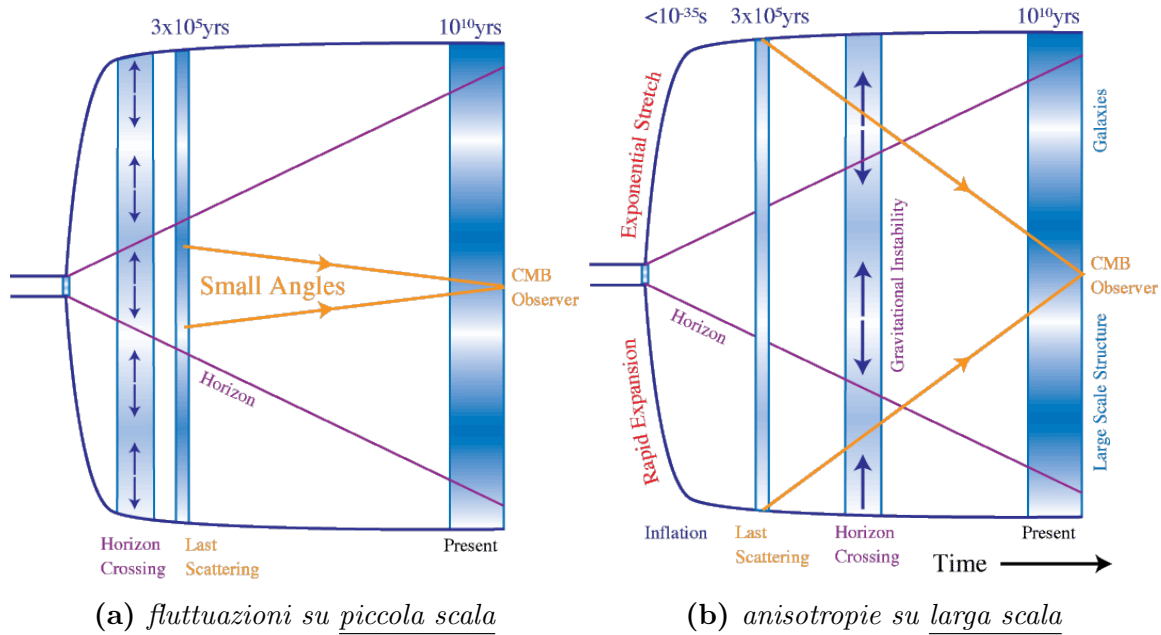 3x10⁵yrs
10¹⁰yrs
Small Angles
CMB
Observer
Horizon
Horizon
Crossing
Last
Scattering
Present
(a) fluttuazioni su piccola scala
<10⁻³⁵s
3x10⁵yrs
10¹⁰yrs
Exponential Stretch
Rapid Expansion
Horizon
Gravitational Instability
Galaxies
Large Scale Structure
CMB
Observer
Inflation
Last
Scattering
Horizon
Crossing
Present
Time
(b) anisotropie su larga scala